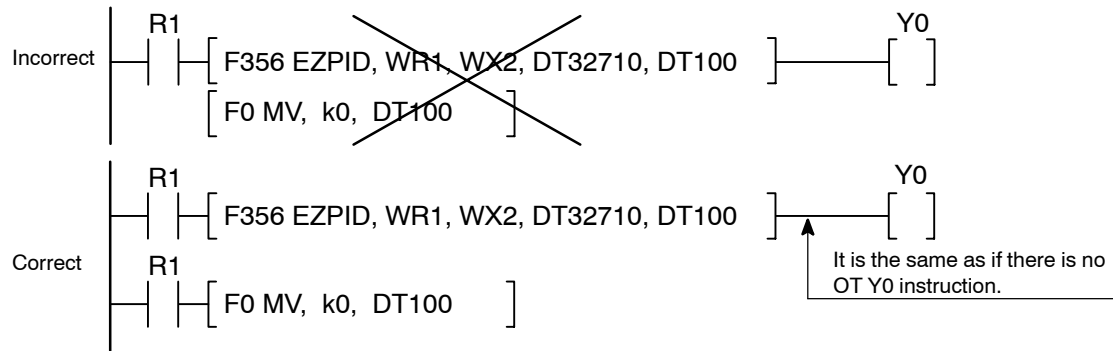 R1 Y0
Incorrect F356 EZPID, WR1, WX2, DT32710, DT100
F0 MV, k0, DT100
R1 Y0
F356 EZPID, WR1, WX2, DT32710, DT100
Correct
It is the same as if there is no
OT Y0 instruction.
R1
F0 MV, k0, DT100